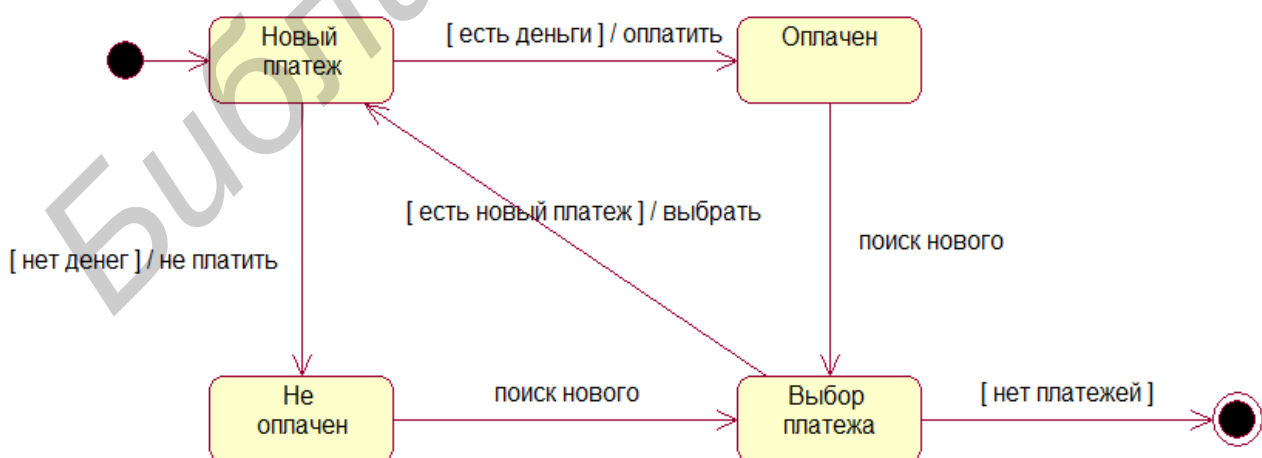 Новый
платеж
[ есть деньги ] / оплатить
Оплачен
[ есть новый платеж ] / выбрать
поиск нового
[ нет денег ] / не платить
Не
оплачен
поиск нового
Выбор
платежа
[ нет платежей ]